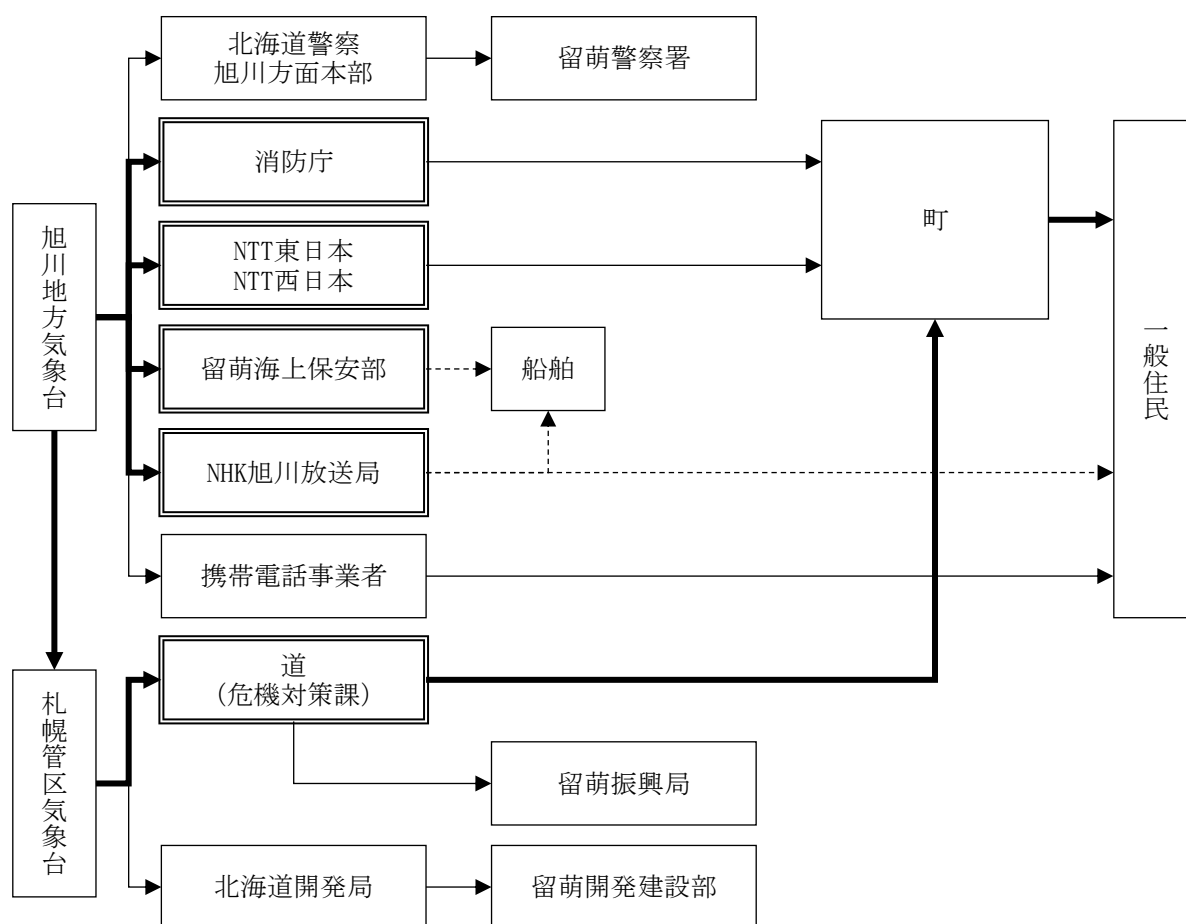 北海道警察
旭川方面本部
留萌警察署
消防庁
町
旭川地方気象台
NTT東日本
NTT西日本
留萌海上保安部
船舶
一般住民
NHK旭川放送局
携帯電話事業者
道
(危機対策課)
札幌管区気象台
留萌振興局
北海道開発局
留萌開発建設部